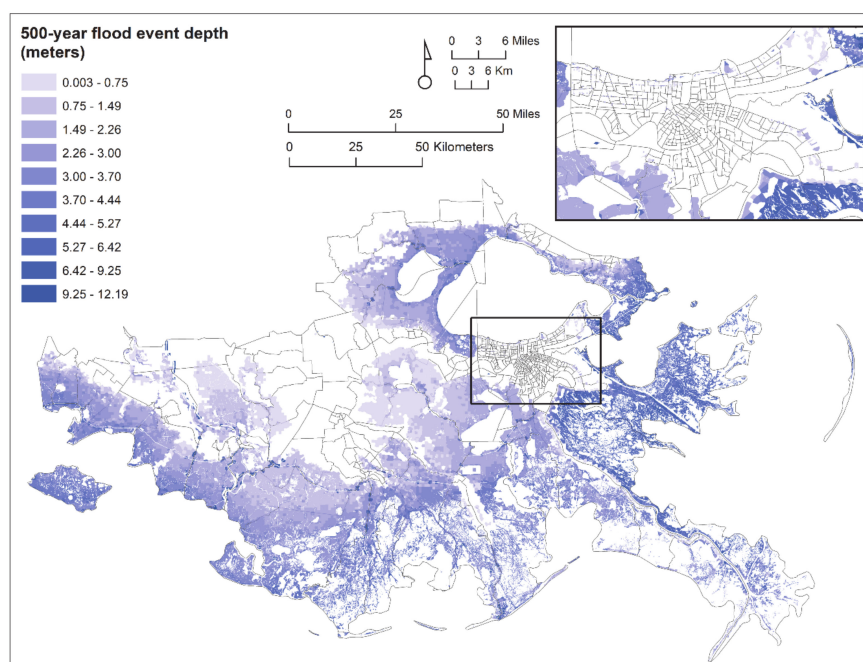 500-year flood event depth
(meters)
0.003 - 0.75
0.75 - 1.49
1.49 - 2.26
2.26 - 3.00
3.00 - 3.70
3.70 - 4.44
4.44 - 5.27
5.27 - 6.42
6.42 - 9.25
9.25 - 12.19
0 3 6 Miles
0 3 6 Km
0 25 50 Miles
0 25 50 Kilometers